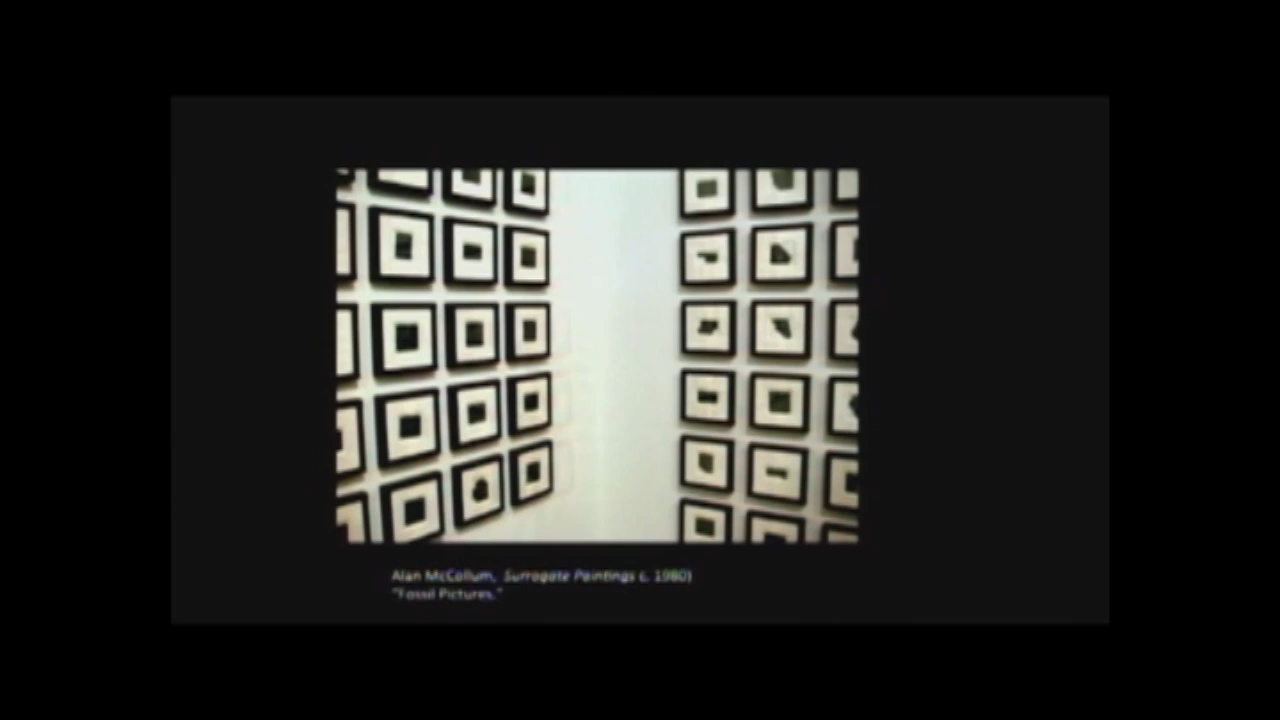 Alan McCollum, Surrogate Paintings c. 1980)
"Fossil Pictures."